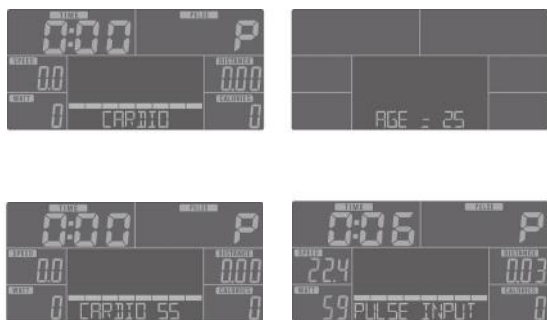 TIME PULSE
0:00 P
SPEED DISTANCE
0.0 0.00
WATT CALORIES
0 CARDIO 0
AGE = 25
TIME PULSE
0:00 P
SPEED DISTANCE
0.0 0.00
WATT CALORIES
0 CARDIO 55 0
TIME PULSE
0:06 P
SPEED DISTANCE
22.4 0.03
WATT CALORIES
59 PULSE INPUT 0